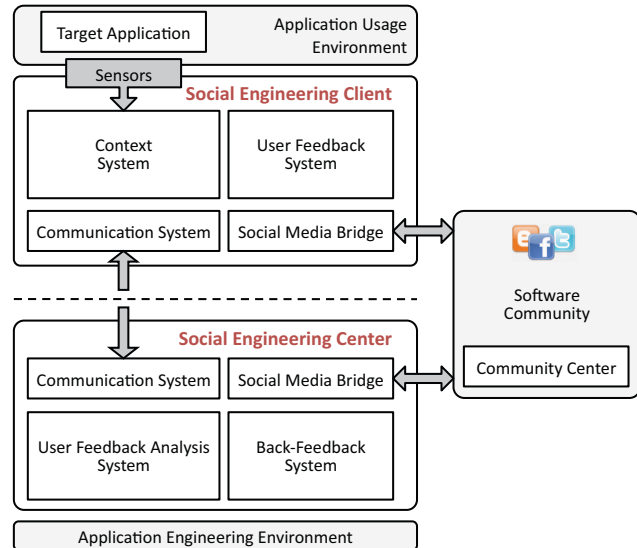 Target Application
Application Usage
Environment
Sensors
Social Engineering Client
Context
System
User Feedback
System
Communication System
Social Media Bridge
Software
Community
Community Center
Social Engineering Center
Communication System
Social Media Bridge
User Feedback Analysis
System
Back-Feedback
System
Application Engineering Environment